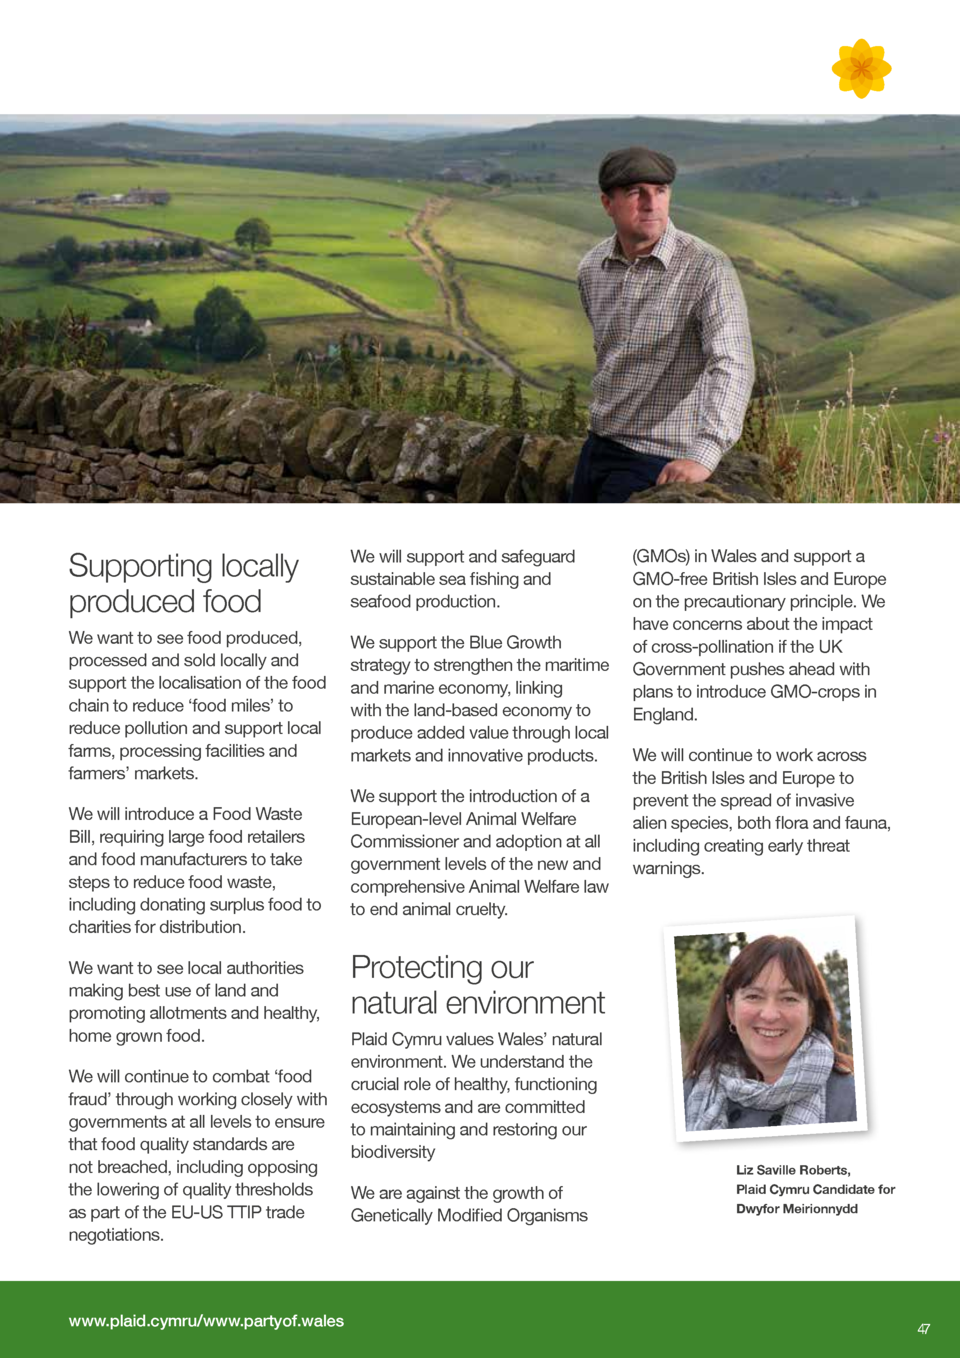 Supporting locally
produced food
We want to see food produced,
processed and sold locally and
support the localisation of the food
chain to reduce ‘food miles’ to
reduce pollution and support local
farms, processing facilities and
farmers’ markets.
We will introduce a Food Waste
Bill, requiring large food retailers
and food manufacturers to take
steps to reduce food waste,
including donating surplus food to
charities for distribution.
We want to see local authorities
making best use of land and
promoting allotments and healthy,
home grown food.
We will continue to combat ‘food
fraud’ through working closely with
governments at all levels to ensure
that food quality standards are
not breached, including opposing
the lowering of quality thresholds
as part of the EU-US TTIP trade
negotiations.
We will support and safeguard
sustainable sea fishing and
seafood production.
We support the Blue Growth
strategy to strengthen the maritime
and marine economy, linking
with the land-based economy to
produce added value through local
markets and innovative products.
We support the introduction of a
European-level Animal Welfare
Commissioner and adoption at all
government levels of the new and
comprehensive Animal Welfare law
to end animal cruelty.
Protecting our
natural environment
Plaid Cymru values Wales’ natural
environment. We understand the
crucial role of healthy, functioning
ecosystems and are committed
to maintaining and restoring our
biodiversity
We are against the growth of
Genetically Modified Organisms
(GMOs) in Wales and support a
GMO-free British Isles and Europe
on the precautionary principle. We
have concerns about the impact
of cross-pollination if the UK
Government pushes ahead with
plans to introduce GMO-crops in
England.
We will continue to work across
the British Isles and Europe to
prevent the spread of invasive
alien species, both flora and fauna,
including creating early threat
warnings.
Liz Saville Roberts,
Plaid Cymru Candidate for
Dwyfor Meirionnydd
www.plaid.cymru/www.partyof.wales
47